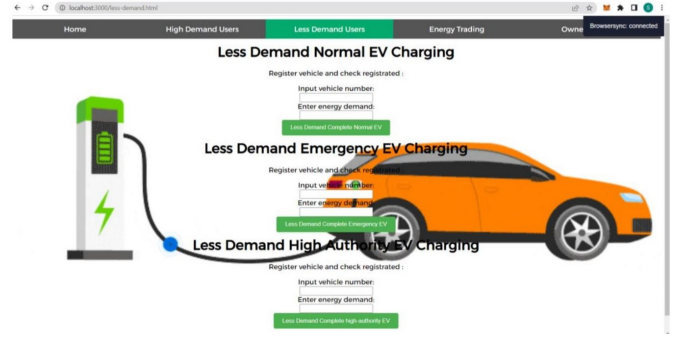 localhost:3000/less-demand.html
Browsersync: connected
Home High Demand Users Less Demand Users Energy Trading Owne
Less Demand Normal EV Charging
Register vehicle and check registrated :
Input vehicle number:
Enter energy demand:
Less Demand Complete Normal EV
Less Demand Emergency EV Charging
Register vehicle and check registrated :
Input vehicle number:
Enter energy demand:
Less Demand Complete Emergency EV
Less Demand High Authority EV Charging
Register vehicle and check registrated :
Input vehicle number:
Enter energy demand:
Less Demand Complete high-authority EV